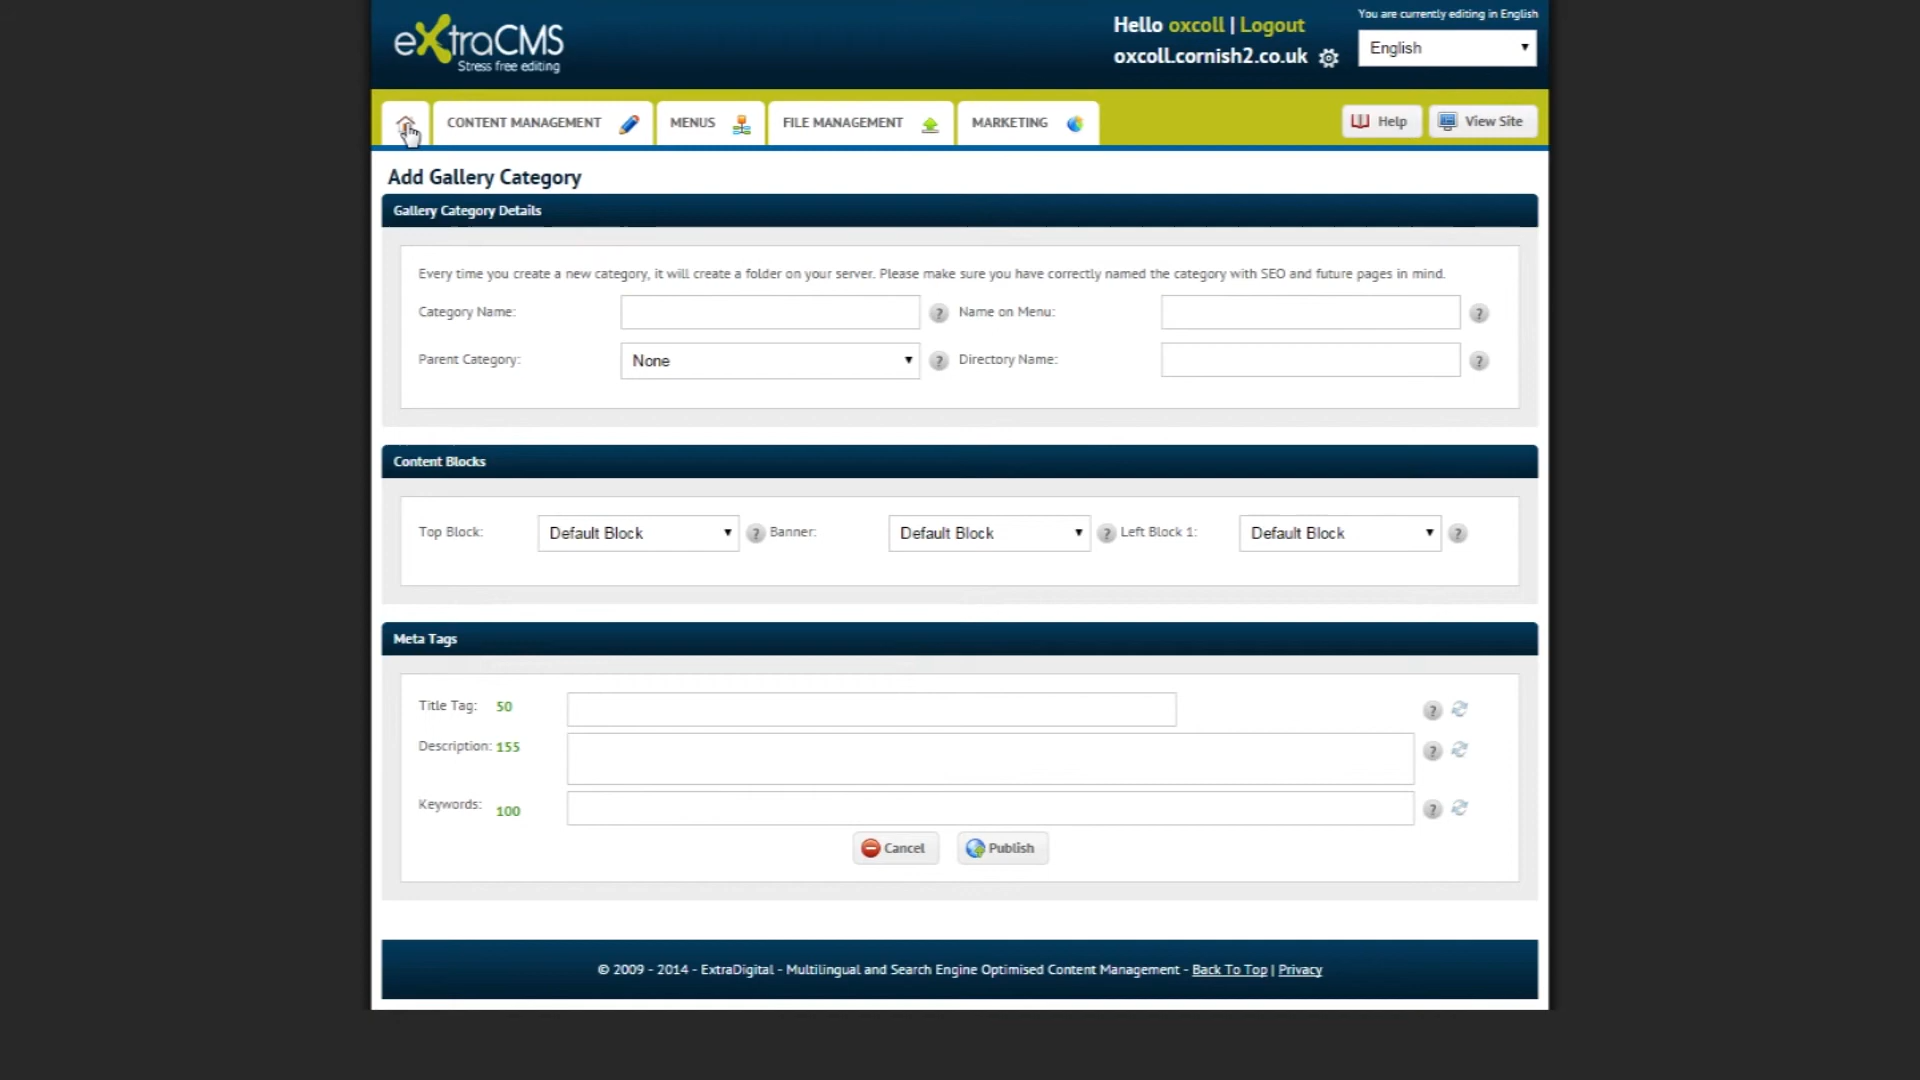 eXtraCMS
Stress free editing
Hello oxcoll | Logout
oxcoll.cornish2.co.uk
You are currently editing in English
English
CONTENT MANAGEMENT
MENUS
FILE MANAGEMENT
MARKETING
Help
View Site
Add Gallery Category
Gallery Category Details
Every time you create a new category, it will create a folder on your server. Please make sure you have correctly named the category with SEO and future pages in mind.
Category Name: ? Name on Menu: ?
Parent Category: None ? Directory Name: ?
Content Blocks
Top Block: Default Block ? Banner: Default Block ? Left Block 1: Default Block ?
Meta Tags
Title Tag: 50 ?
Description: 155 ?
Keywords: 100 ?
Cancel Publish
© 2009 - 2014 - ExtraDigital - Multilingual and Search Engine Optimised Content Management - Back To Top | Privacy